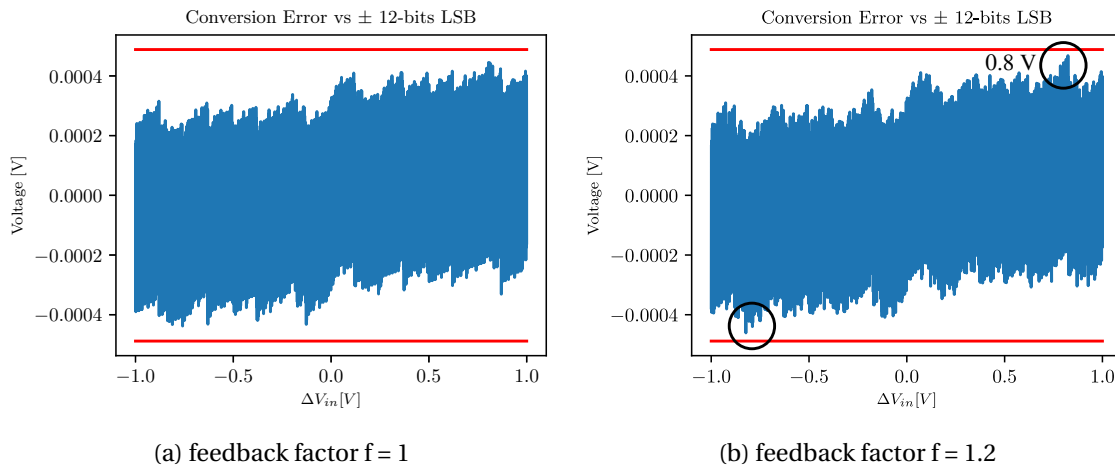 Conversion Error vs ± 12-bits LSB
Voltage [V]
0.0004
0.0002
0.0000
−0.0002
−0.0004
−1.0 −0.5 0.0 0.5 1.0
ΔVin[V]
(a) feedback factor f = 1
Conversion Error vs ± 12-bits LSB
0.8 V
Voltage [V]
0.0004
0.0002
0.0000
−0.0002
−0.0004
−1.0 −0.5 0.0 0.5 1.0
ΔVin[V]
(b) feedback factor f = 1.2